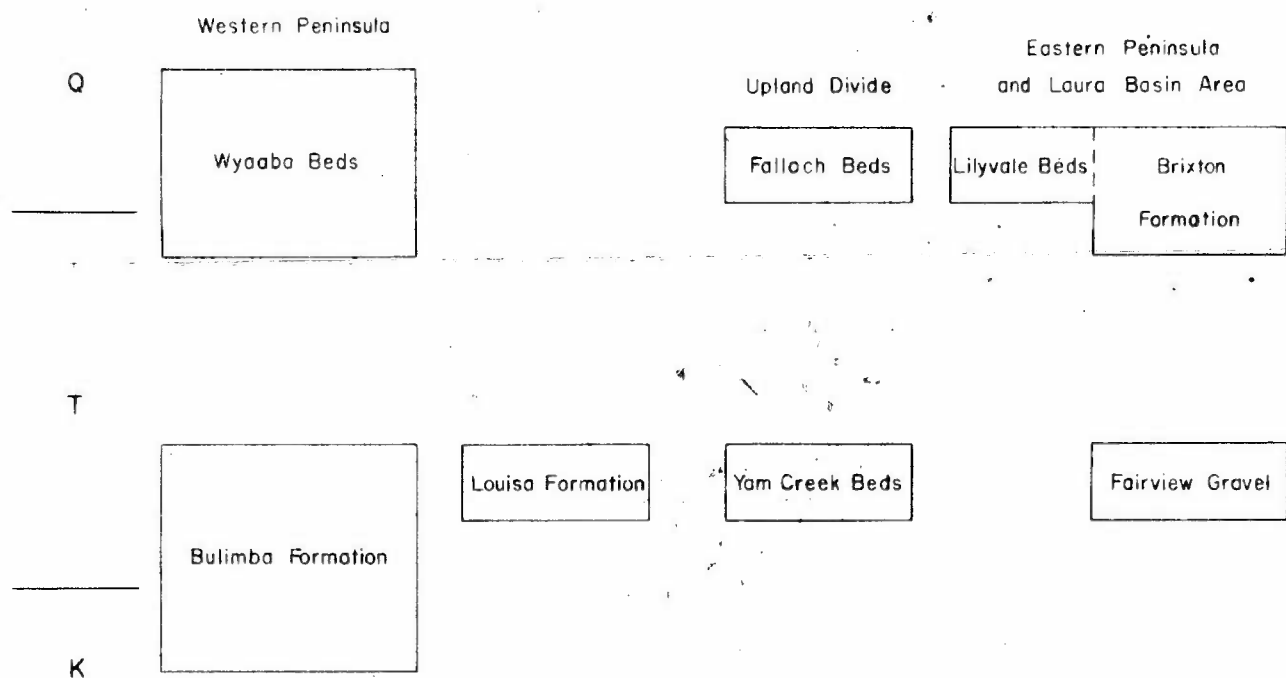 Western Peninsula
Eastern Peninsula
and Laura Basin Area
Upland Divide
Q
Wyaaba Beds
Falloch Beds
Lilyvale Beds
Brixton
Formation
T
Louisa Formation
Yam Creek Beds
Fairview Gravel
Bulimba Formation
K